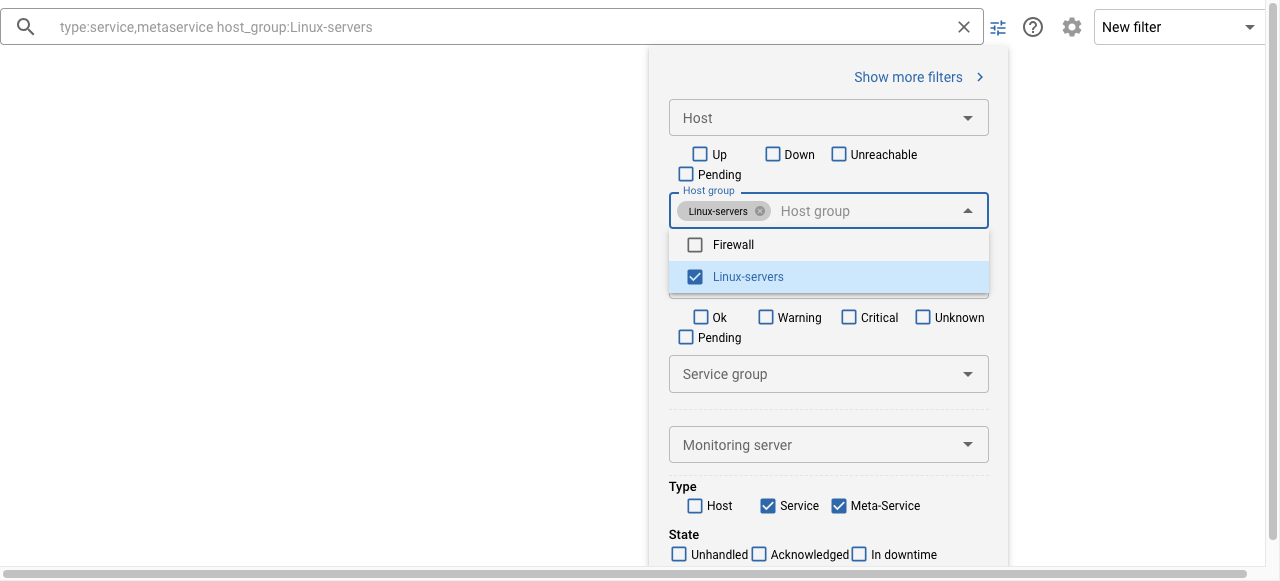 type:service,metaservice host_group:Linux-servers
New filter
Show more filters
Host
Up Down Unreachable
Pending
Host group
Linux-servers Host group
Firewall
Linux-servers
Ok Warning Critical Unknown
Pending
Service group
Monitoring server
Type
Host Service Meta-Service
State
Unhandled Acknowledged In downtime